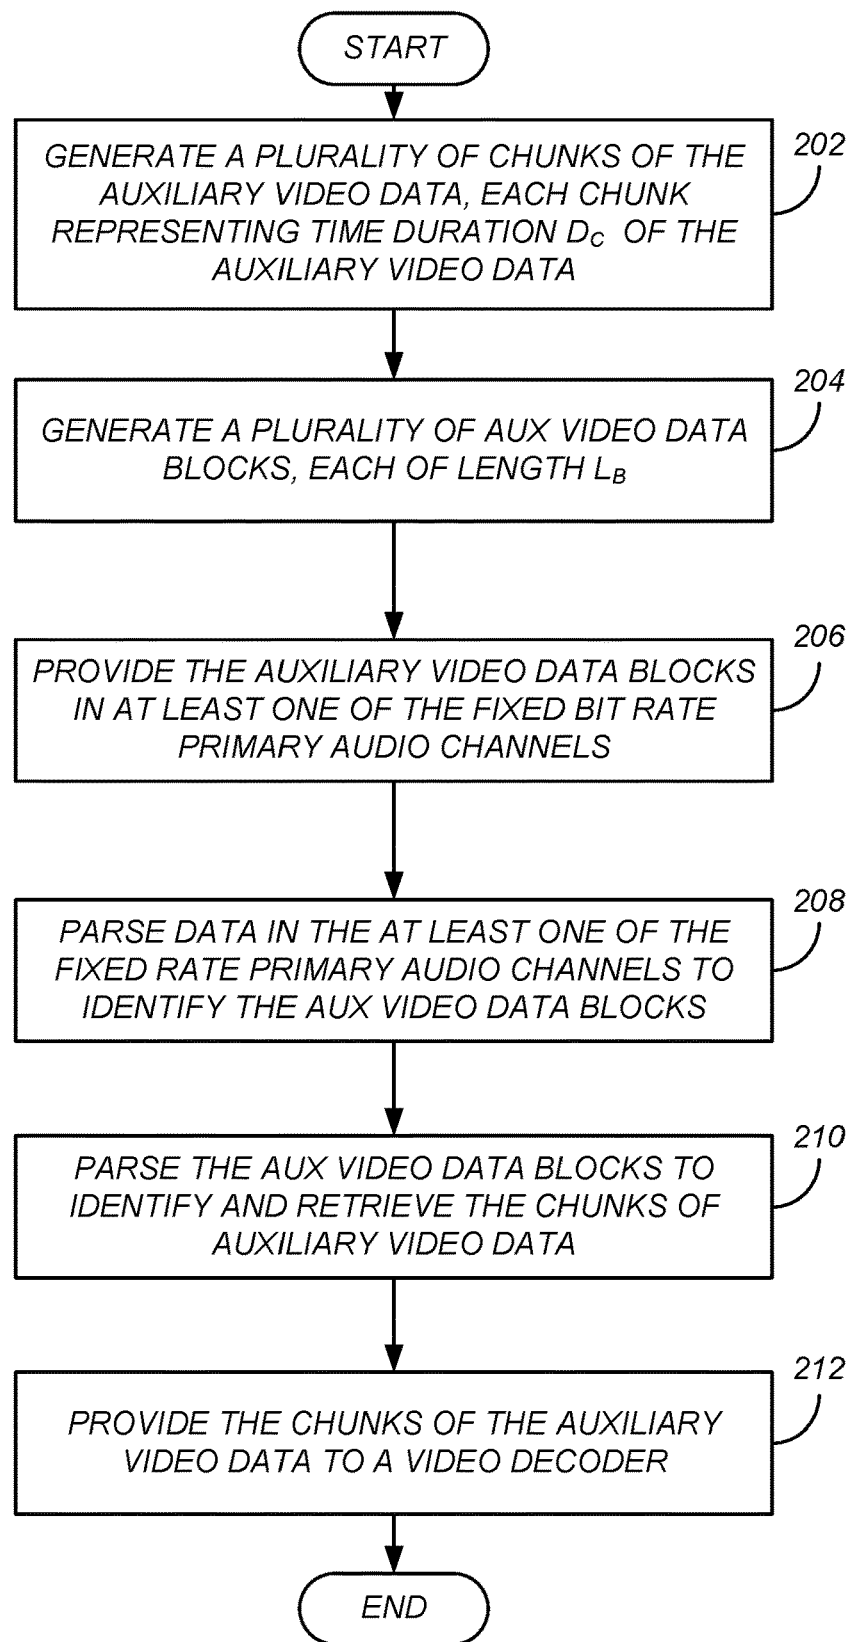 START
202
GENERATE A PLURALITY OF CHUNKS OF THE
AUXILIARY VIDEO DATA, EACH CHUNK
REPRESENTING TIME DURATION DC OF THE
AUXILIARY VIDEO DATA
204
GENERATE A PLURALITY OF AUX VIDEO DATA
BLOCKS, EACH OF LENGTH LB
206
PROVIDE THE AUXILIARY VIDEO DATA BLOCKS
IN AT LEAST ONE OF THE FIXED BIT RATE
PRIMARY AUDIO CHANNELS
208
PARSE DATA IN THE AT LEAST ONE OF THE
FIXED RATE PRIMARY AUDIO CHANNELS TO
IDENTIFY THE AUX VIDEO DATA BLOCKS
210
PARSE THE AUX VIDEO DATA BLOCKS TO
IDENTIFY AND RETRIEVE THE CHUNKS OF
AUXILIARY VIDEO DATA
212
PROVIDE THE CHUNKS OF THE AUXILIARY
VIDEO DATA TO A VIDEO DECODER
END